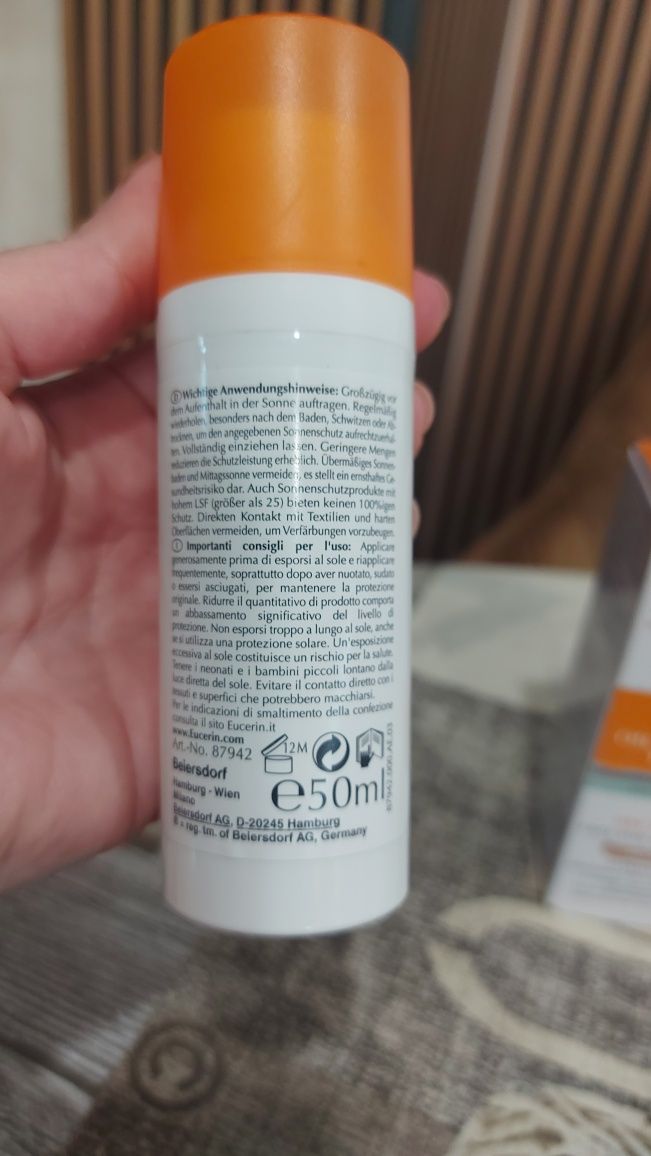 D Wichtige Anwendungshinweise: Großzügig vor
dem Aufenthalt in der Sonne auftragen. Regelmäßig
wiederholen, besonders nach dem Baden, Schwitzen oder Ab-
trocknen, um den angegebenen Sonnenschutz aufrechtzuerhal-
ten. Vollständig einziehen lassen. Geringere Mengen
reduzieren die Schutzleistung erheblich. Übermäßiges Sonnen-
baden und Mittagssonne vermeiden, es stellt ein ernsthaftes Ge-
sundheitsrisiko dar. Auch Sonnenschutzprodukte mit
hohem LSF (größer als 25) bieten keinen 100%igen
Schutz. Direkten Kontakt mit Textilien und harten
Oberflächen vermeiden, um Verfärbungen vorzubeugen.
I Importanti consigli per l'uso: Applicare
generosamente prima di esporsi al sole e riapplicare
frequentemente, soprattutto dopo aver nuotato, sudato
o essersi asciugati, per mantenere la protezione
originale. Ridurre il quantitativo di prodotto comporta
un abbassamento significativo del livello di
protezione. Non esporsi troppo a lungo al sole, anche
se si utilizza una protezione solare. Un'esposizione
eccessiva al sole costituisce un rischio per la salute.
Tenere i neonati e i bambini piccoli lontano dalla
luce diretta del sole. Evitare il contatto diretto con i
tessuti e superfici che potrebbero macchiarsi.
Per le indicazioni di smaltimento della confezione
consulta il sito Eucerin.it
www.Eucerin.com
Art.-No. 87942
12M
Beiersdorf
Hamburg - Wien
Milano
e50ml
Beiersdorf AG, D-20245 Hamburg
® = reg. tm. of Beiersdorf AG, Germany
87942.000.AE.03